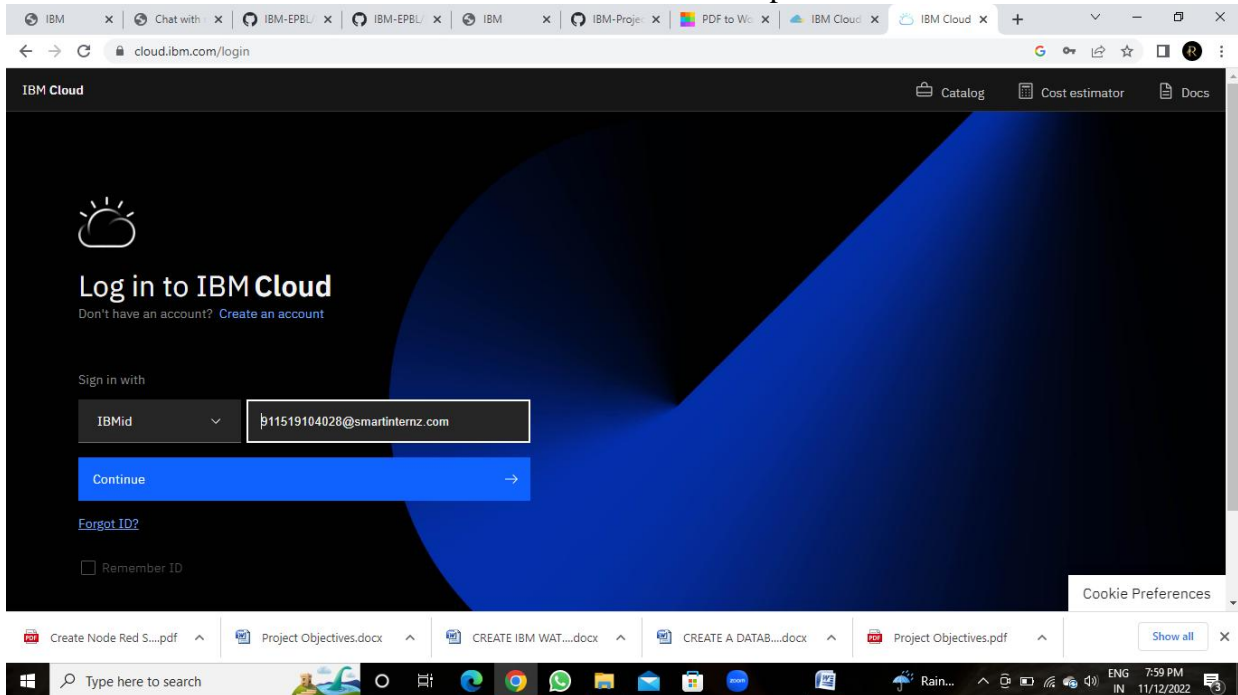 IBM
Chat with
IBM-EPBL/
IBM-EPBL/
IBM
IBM-Projec
PDF to Wo
IBM Cloud
IBM Cloud
cloud.ibm.com/login
IBM Cloud
Catalog
Cost estimator
Docs
Log in to IBM Cloud
Don't have an account? Create an account
Sign in with
IBMid
911519104028@smartinternz.com
Continue
Forgot ID?
Remember ID
Cookie Preferences
Create Node Red S....pdf
Project Objectives.docx
CREATE IBM WAT....docx
CREATE A DATAB....docx
Project Objectives.pdf
Show all
Type here to search
zoom
Rain...
ENG
IN
7:59 PM
11/12/2022
3